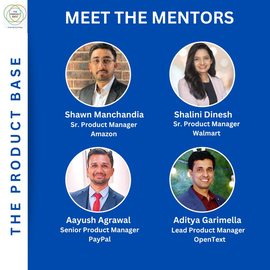 MEET THE MENTORS
THE PRODUCT BASE
Shawn Manchandia
Sr. Product Manager
Amazon
Shalini Dinesh
Sr. Product Manager
Walmart
Aayush Agrawal
Senior Product Manager
PayPal
Aditya Garimella
Lead Product Manager
OpenText